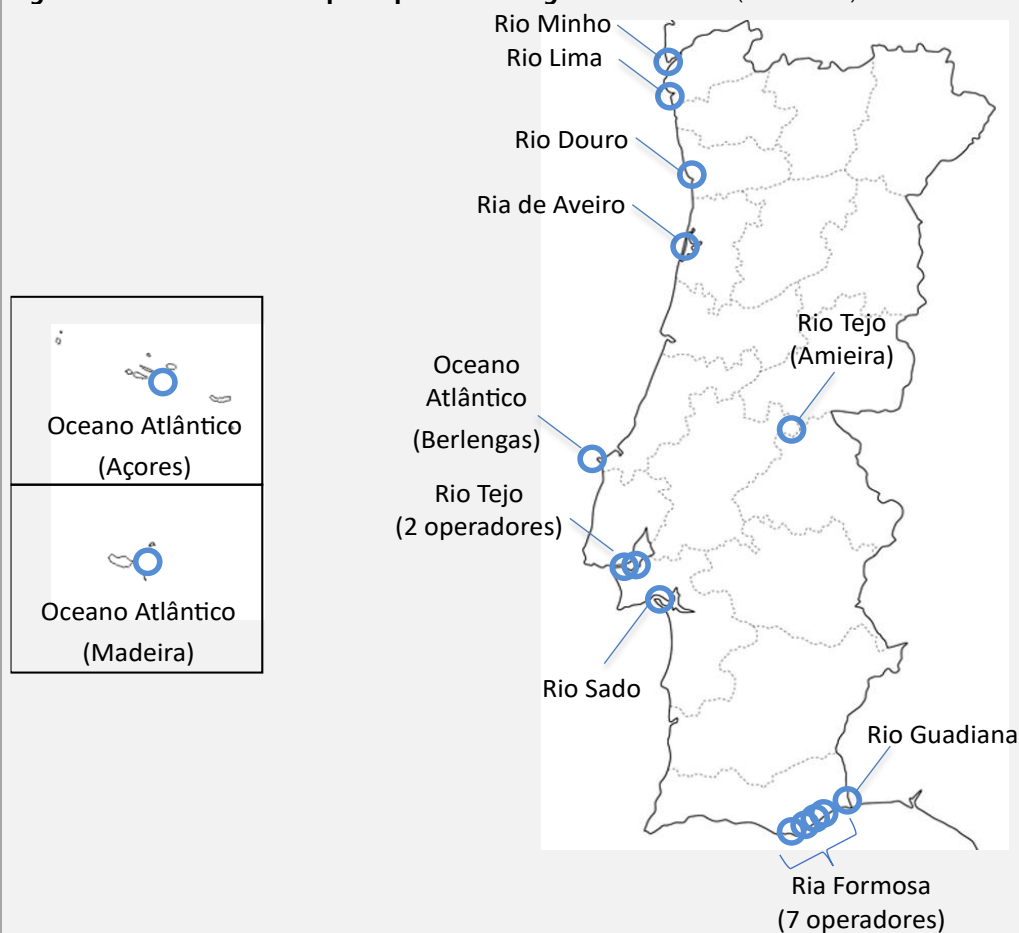 Rio Minho
Rio Lima
Rio Douro
Ria de Aveiro
Rio Tejo
(Amieira)
Oceano
Atlântico
(Berlengas)
Rio Tejo
(2 operadores)
Oceano Atlântico
(Açores)
Oceano Atlântico
(Madeira)
Rio Sado
Rio Guadiana
Ria Formosa
(7 operadores)